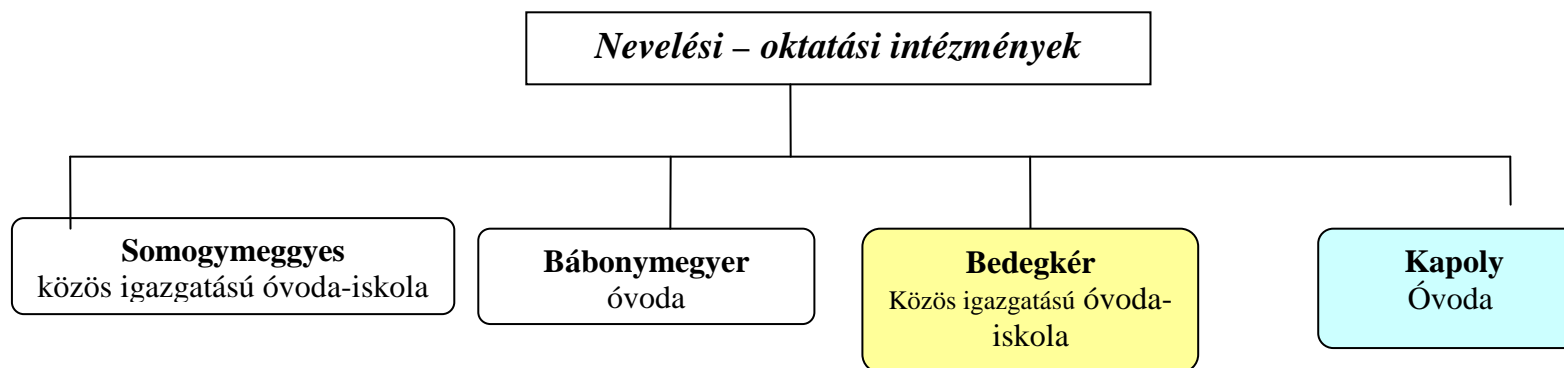 Nevelési – oktatási intézmények
Somogymeggyes
közös igazgatású óvoda-iskola
Bábonymegyer
óvoda
Bedegkér
Közös igazgatású óvoda-
iskola
Kapoly
Óvoda